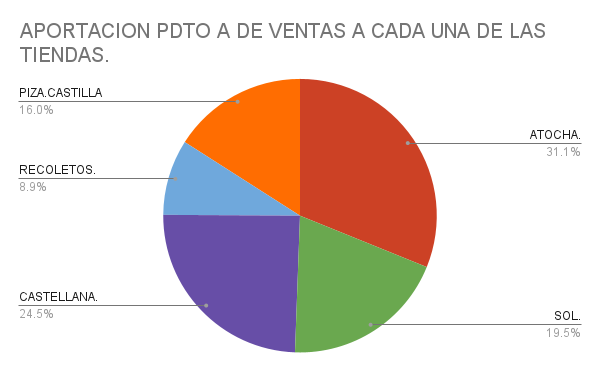 APORTACION PDTO A DE VENTAS A CADA UNA DE LAS
TIENDAS.
PIZA.CASTILLA
16.0%
ATOCHA.
31.1%
RECOLETOS.
8.9%
CASTELLANA.
24.5%
SOL.
19.5%